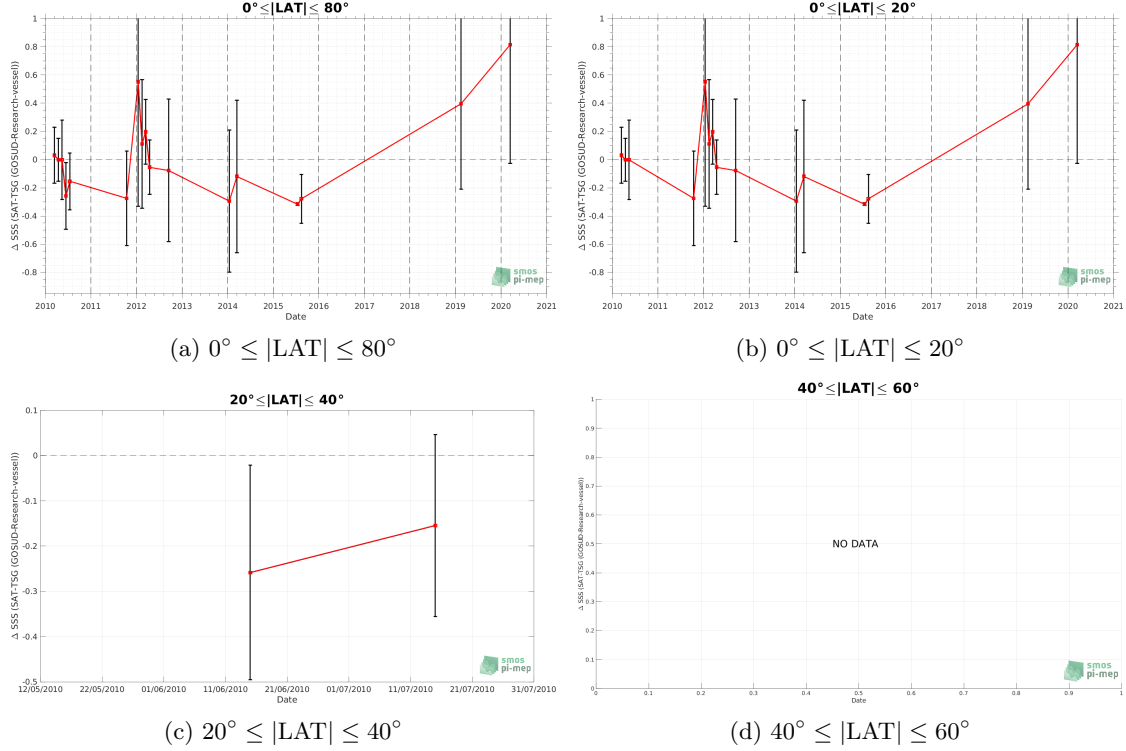 0°≤|LAT|≤ 80°
Δ SSS (SAT-TSG (GOSUD-Research-vessel))
1
0.8
0.6
0.4
0.2
0
-0.2
-0.4
-0.6
-0.8
2010 2011 2012 2013 2014 2015 2016 2017 2018 2019 2020 2021
Date
smos
pi-mep
(a) 0° ≤ |LAT| ≤ 80°
0°≤|LAT|≤ 20°
Δ SSS (SAT-TSG (GOSUD-Research-vessel))
1
0.8
0.6
0.4
0.2
0
-0.2
-0.4
-0.6
-0.8
2010 2011 2012 2013 2014 2015 2016 2017 2018 2019 2020 2021
Date
smos
pi-mep
(b) 0° ≤ |LAT| ≤ 20°
20°≤|LAT|≤ 40°
Δ SSS (SAT-TSG (GOSUD-Research-vessel))
0.1
0
-0.1
-0.2
-0.3
-0.4
-0.5
12/05/2010 22/05/2010 01/06/2010 11/06/2010 21/06/2010 01/07/2010 11/07/2010 21/07/2010 31/07/2010
Date
smos
pi-mep
(c) 20° ≤ |LAT| ≤ 40°
40°≤|LAT|≤ 60°
Δ SSS (SAT-TSG (GOSUD-Research-vessel))
1
0.9
0.8
0.7
0.6
0.5
0.4
0.3
0.2
0.1
0
NO DATA
0 0.1 0.2 0.3 0.4 0.5 0.6 0.7 0.8 0.9 1
Date
smos
pi-mep
(d) 40° ≤ |LAT| ≤ 60°